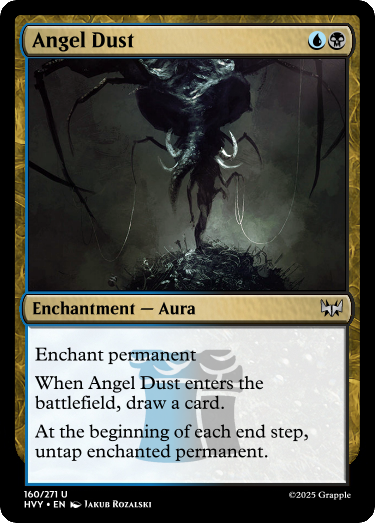 Angel Dust
Enchantment — Aura
Enchant permanent
When Angel Dust enters the
battlefield, draw a card.
At the beginning of each end step,
untap enchanted permanent.
160/271 U
HVY • EN Jakub Rozalski
©2025 Grapple